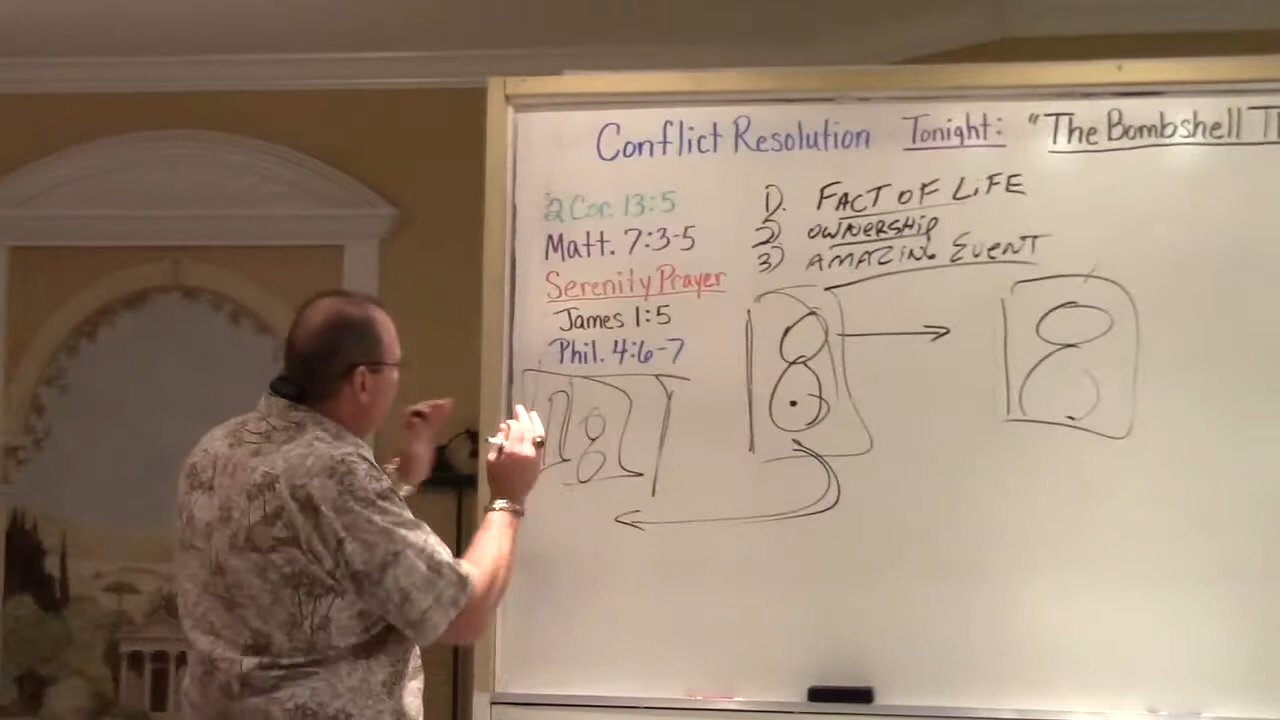 Conflict Resolution Tonight: "The Bombshell
2 Cor. 13:5
Matt. 7:3-5
Serenity Prayer
James 1:5
Phil. 4:6-7
1). FACT OF LiFE
2) OWNERSHIP
3) AMAZING EVENT